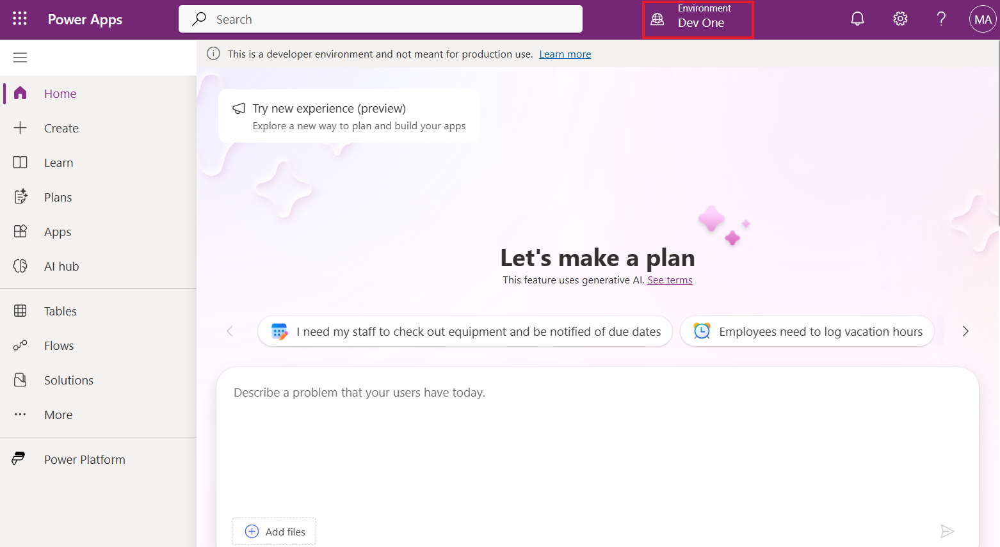 Power Apps
Search
Environment
Dev One
MA
This is a developer environment and not meant for production use. Learn more
Home
Create
Learn
Plans
Apps
AI hub
Tables
Flows
Solutions
More
Power Platform
Try new experience (preview)
Explore a new way to plan and build your apps
Let's make a plan
This feature uses generative AI. See terms
I need my staff to check out equipment and be notified of due dates
Employees need to log vacation hours
Describe a problem that your users have today.
Add files